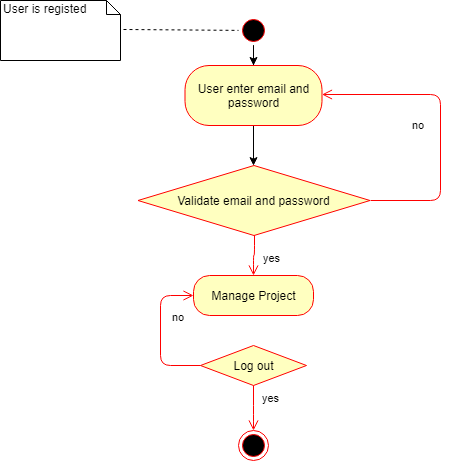 User is registed
User enter email and
password
no
Validate email and password
yes
Manage Project
no
Log out
yes